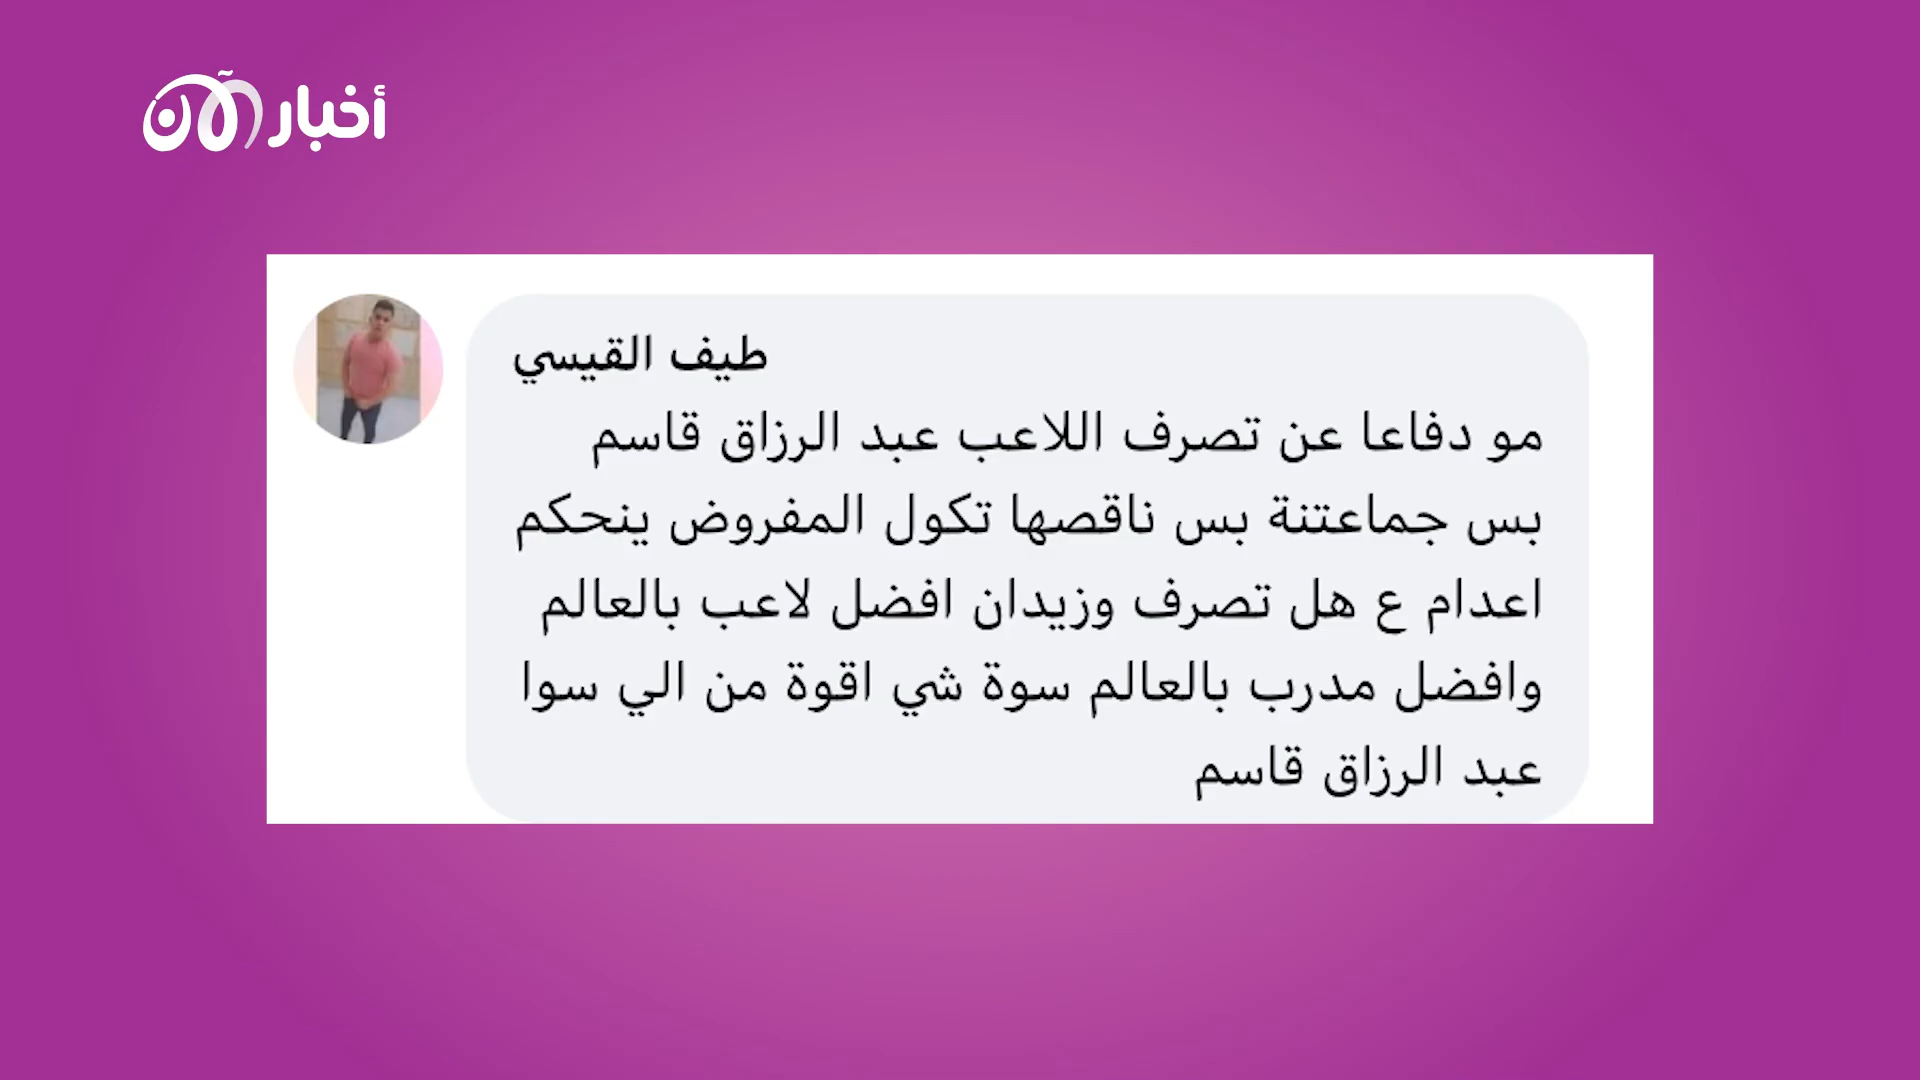 أخبار الآن
طيف القيسي
مو دفاعا عن تصرف اللاعب عبد الرزاق قاسم
بس جماعتنة بس ناقصها تكول المفروض ينحكم
اعدام ع هل تصرف وزيدان افضل لاعب بالعالم
وافضل مدرب بالعالم سوة شي اقوة من الي سوا
عبد الرزاق قاسم